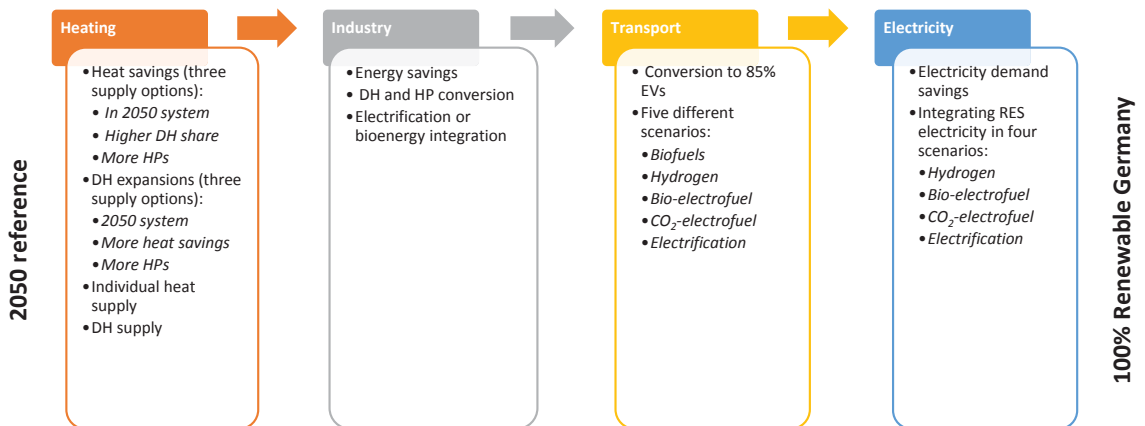 2050 reference
Heating
•Heat savings (three
supply options):
•In 2050 system
•Higher DH share
•More HPs
•DH expansions (three
supply options):
•2050 system
•More heat savings
•More HPs
•Individual heat
supply
•DH supply
Industry
•Energy savings
• DH and HP conversion
•Electrification or
bioenergy integration
Transport
• Conversion to 85%
EVs
•Five different
scenarios:
•Biofuels
•Hydrogen
•Bio-electrofuel
•CO₂-electrofuel
•Electrification
Electricity
•Electricity demand
savings
•Integrating RES
electricity in four
scenarios:
•Hydrogen
•Bio-electrofuel
•CO₂-electrofuel
•Electrification
100% Renewable Germany